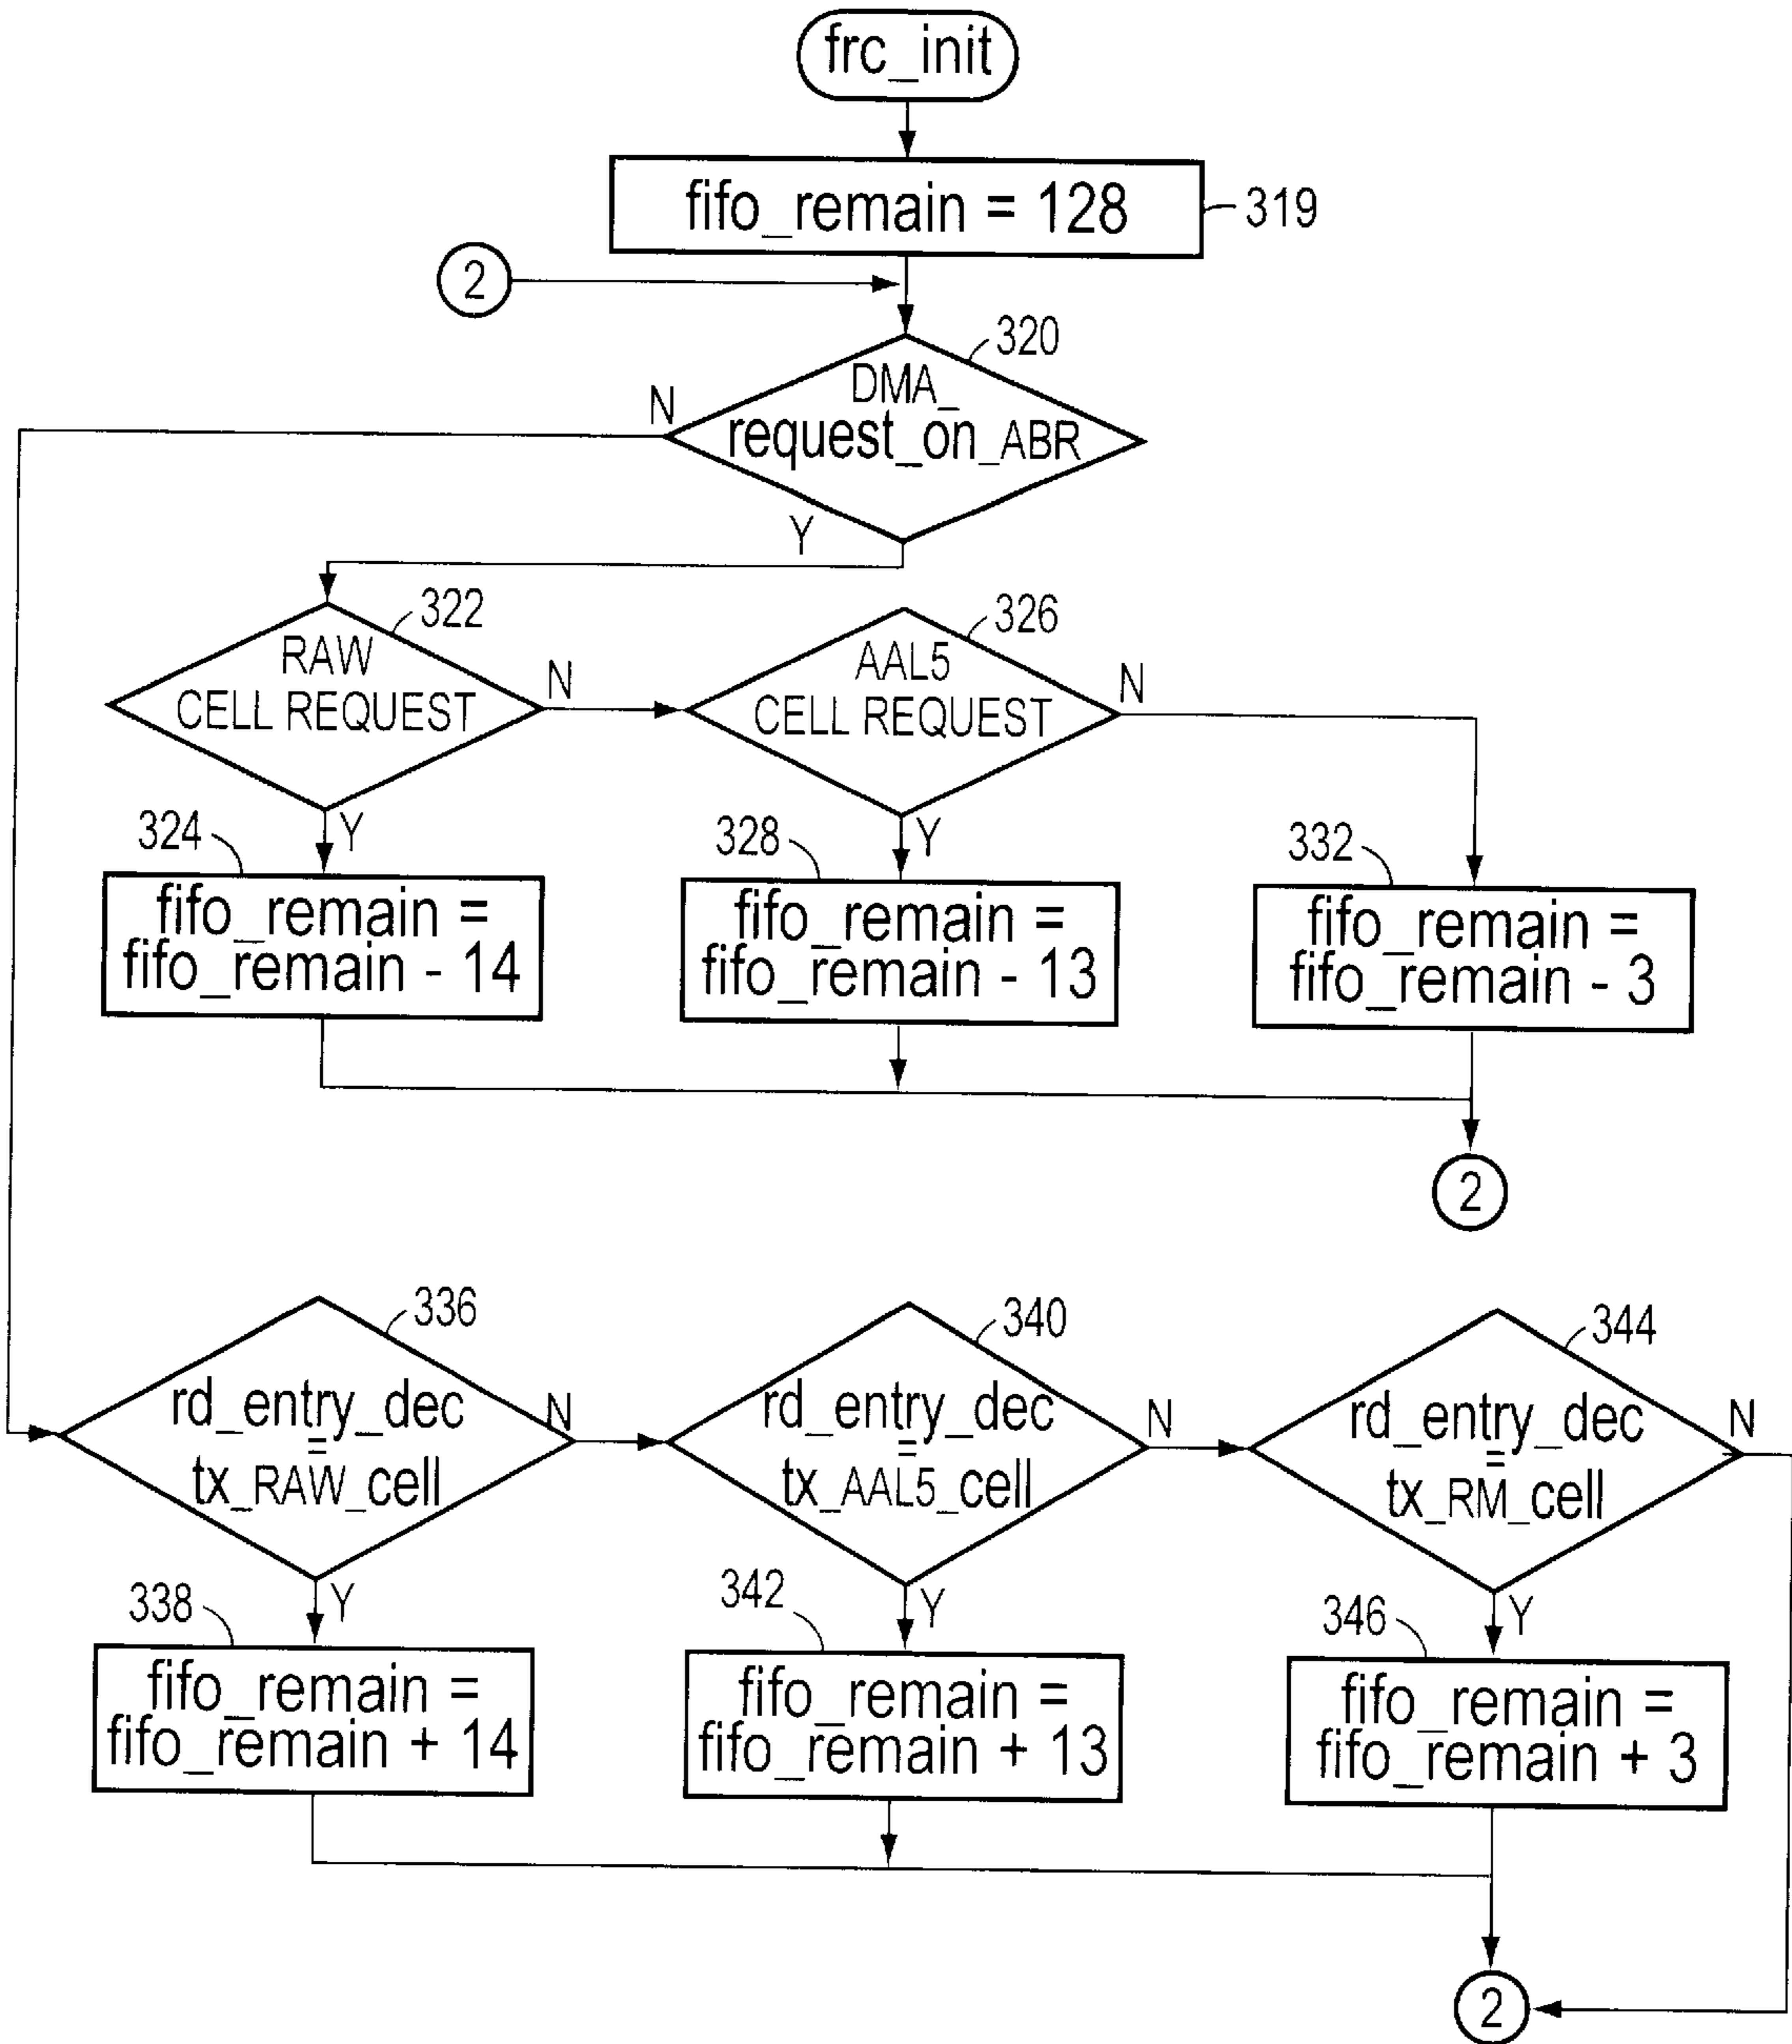 frc_init
fifo_remain = 128
319
2
320
DMA_
request_on_ABR
N
Y
322
RAW
CELL REQUEST
N
Y
326
AAL5
CELL REQUEST
N
Y
324
fifo_remain =
fifo_remain - 14
328
fifo_remain =
fifo_remain - 13
332
fifo_remain =
fifo_remain - 3
2
336
rd_entry_dec
=
tx_RAW_cell
N
Y
340
rd_entry_dec
=
tx_AAL5_cell
N
Y
344
rd_entry_dec
=
tx_RM_cell
N
Y
338
fifo_remain =
fifo_remain + 14
342
fifo_remain =
fifo_remain + 13
346
fifo_remain =
fifo_remain + 3
2